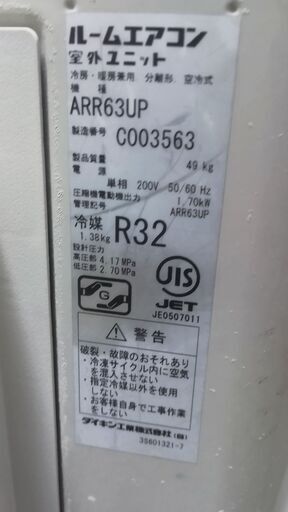 ルームエアコン
室外ユニット
冷房・暖房兼用 分離形 空冷式
機種
ARR63UP
製造番号 C003563
製品質量 49 kg
電源
単相 200V 50/60 Hz
圧縮機電動機出力 1.70kW
管理記号 ARR63UP
冷媒 R32
1.38kg
設計圧力
高圧部 4.17MPa
低圧部 2.70MPa
G
JIS
JET
JE0507011
⚠ 警告
破裂・故障のおそれあり
・冷凍サイクル内に空気
を混入させない
・指定冷媒以外を使用
しない
・お客様自身で工事作業
をしない
ダイキン工業株式会社(劔)
3S601321-7